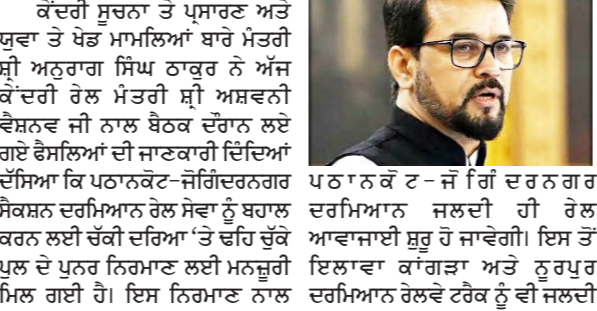 ਕੇਂਦਰੀ ਸੂਚਨਾ ਤੇ ਪ੍ਰਸਾਰਣ ਅਤੇ
ਯੁਵਾ ਤੇ ਖੇਡ ਮਾਮਲਿਆਂ ਬਾਰੇ ਮੰਤਰੀ
ਸ਼੍ਰੀ ਅਨੁਰਾਗ ਸਿੰਘ ਠਾਕੁਰ ਨੇ ਅੱਜ
ਕੇਂਦਰੀ ਰੇਲ ਮੰਤਰੀ ਸ਼੍ਰੀ ਅਸ਼ਵਨੀ
ਵੈਸ਼ਨਵ ਜੀ ਨਾਲ ਬੈਠਕ ਦੌਰਾਨ ਲਏ
ਗਏ ਫੈਸਲਿਆਂ ਦੀ ਜਾਣਕਾਰੀ ਦਿੰਦਿਆਂ
ਦੱਸਿਆ ਕਿ ਪਠਾਨਕੋਟ-ਜੋਗਿੰਦਰਨਗਰ
ਸੈਕਸ਼ਨ ਦਰਮਿਆਨ ਰੇਲ ਸੇਵਾ ਨੂੰ ਬਹਾਲ
ਕਰਨ ਲਈ ਚੱਕੀ ਦਰਿਆ 'ਤੇ ਢਹਿ ਚੁੱਕੇ
ਪੁਲ ਦੇ ਪੁਨਰ ਨਿਰਮਾਣ ਲਈ ਮਨਜ਼ੂਰੀ
ਮਿਲ ਗਈ ਹੈ। ਇਸ ਨਿਰਮਾਣ ਨਾਲ
ਪਠਾਨਕੋਟ-ਜੋਗਿੰਦਰਨਗਰ
ਦਰਮਿਆਨ ਜਲਦੀ ਹੀ ਰੇਲ
ਆਵਾਜਾਈ ਸ਼ੁਰੂ ਹੋ ਜਾਵੇਗੀ। ਇਸ ਤੋਂ
ਇਲਾਵਾ ਕਾਂਗੜਾ ਅਤੇ ਨੂਰਪੁਰ
ਦਰਮਿਆਨ ਰੇਲਵੇ ਟਰੈਕ ਨੂੰ ਵੀ ਜਲਦੀ